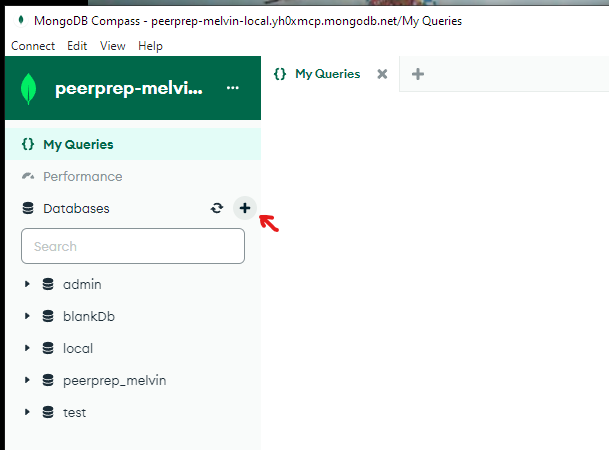 MongoDB Compass - peerprep-melvin-local.yh0xmcp.mongodb.net/My Queries
Connect Edit View Help
peerprep-melvi... ...
{} My Queries
{} My Queries
Performance
Databases
Search
admin
blankDb
local
peerprep_melvin
test